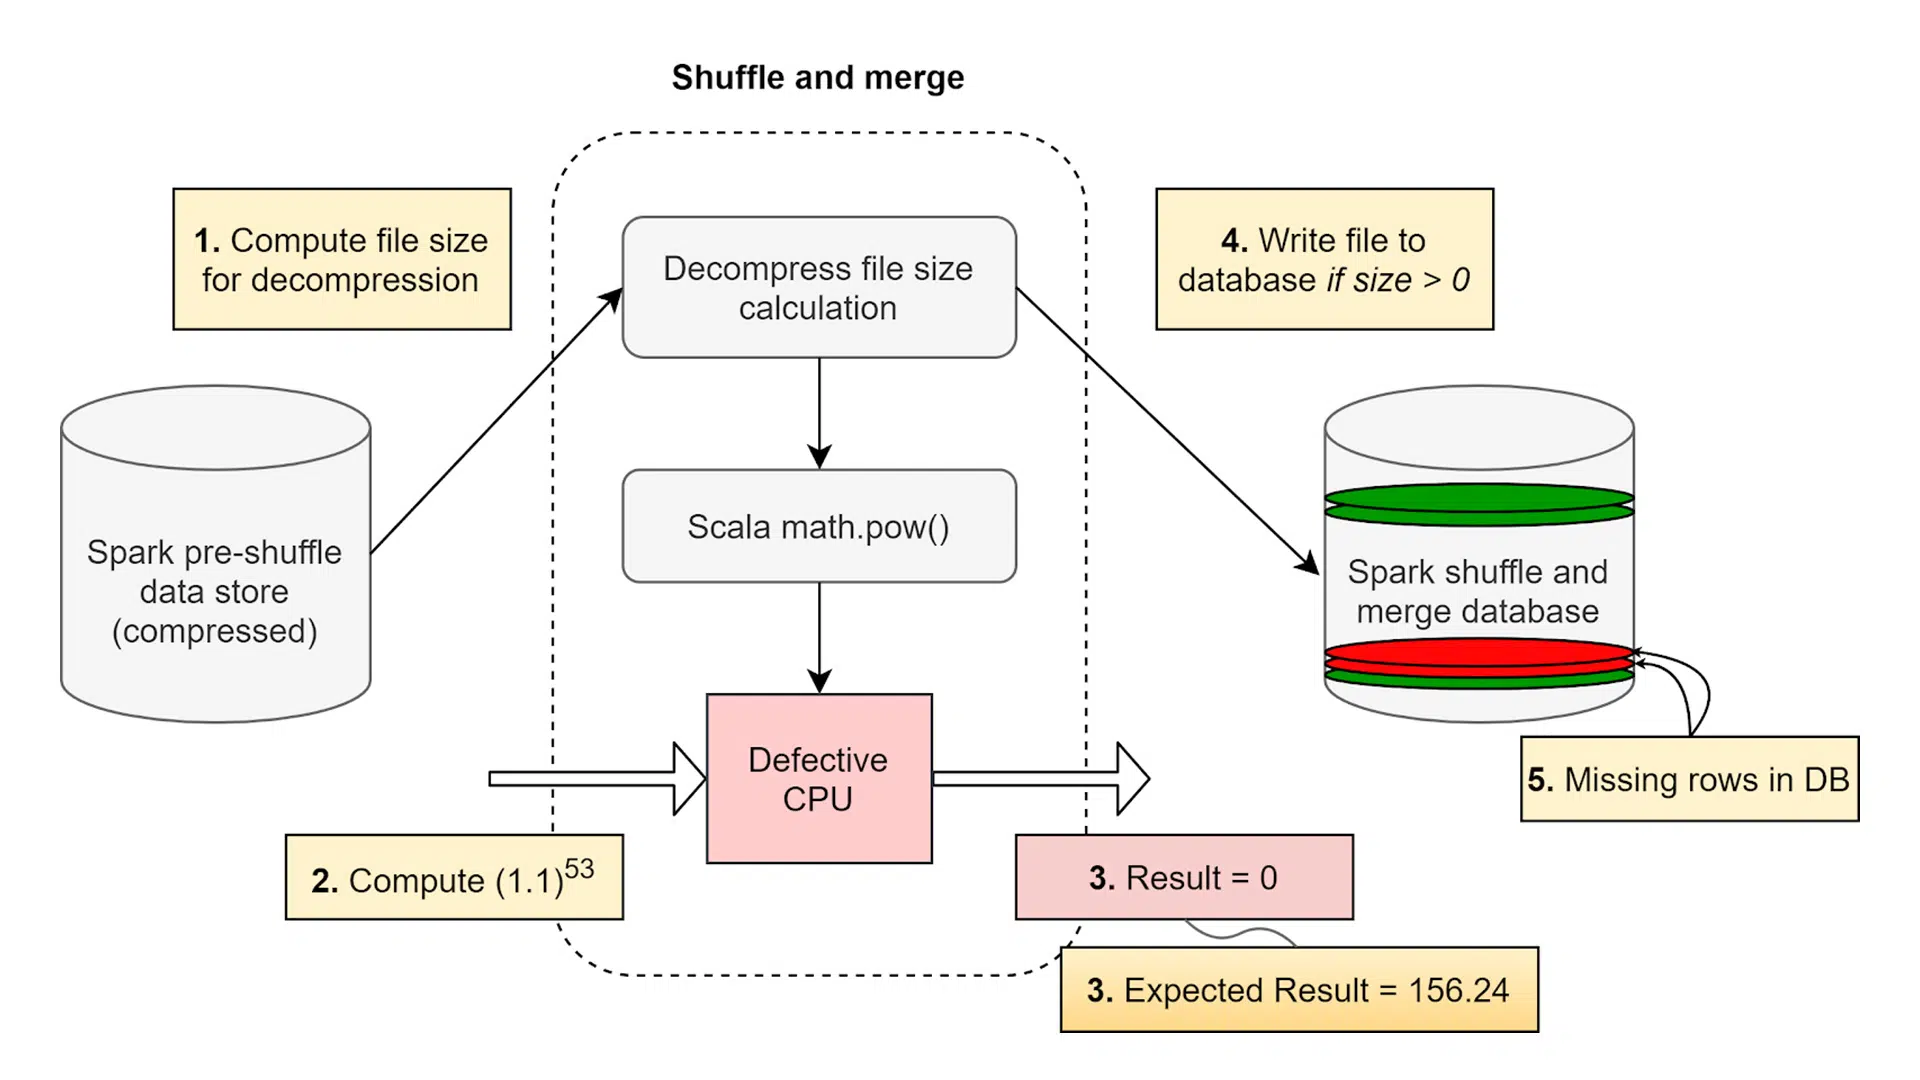 Shuffle and merge
1. Compute file size
for decompression
Decompress file size
calculation
4. Write file to
database if size > 0
Spark pre-shuffle
data store
(compressed)
Scala math.pow()
Spark shuffle and
merge database
Defective
CPU
5. Missing rows in DB
2. Compute (1.1)^53
3. Result = 0
3. Expected Result = 156.24